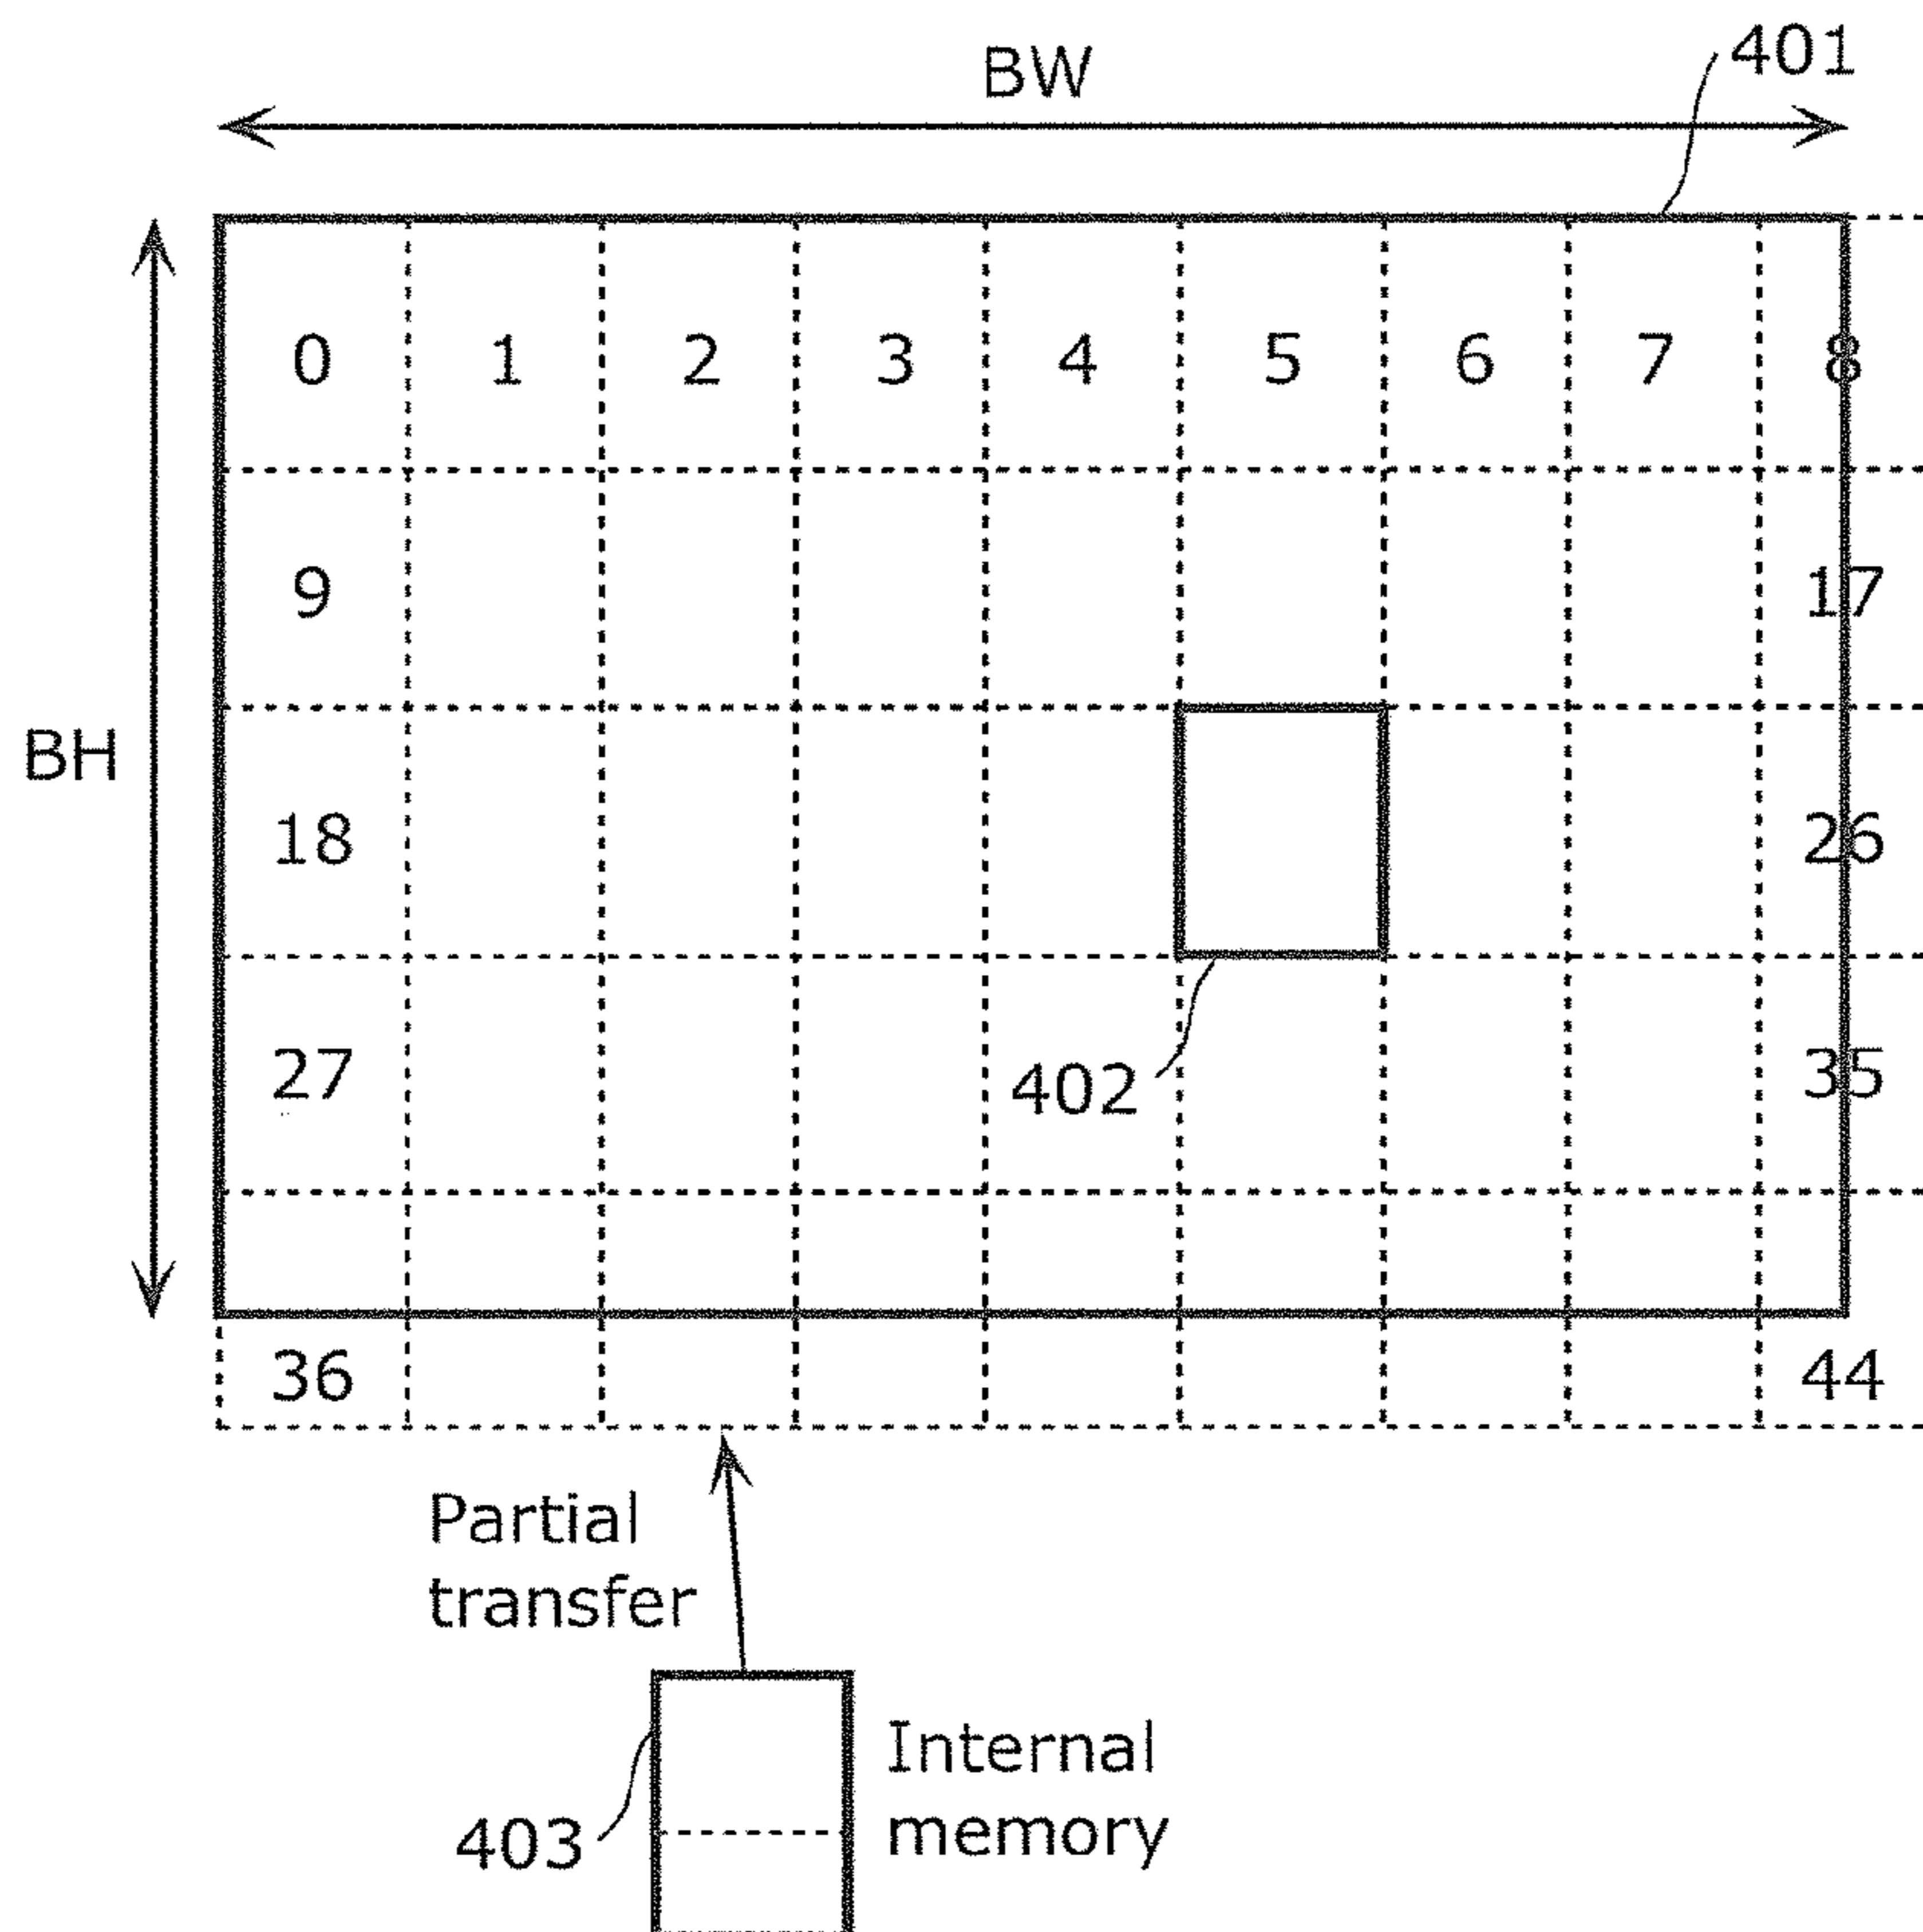 BW
401
0 1 2 3 4 5 6 7 8
9 17
BH
18 26
27 402 35
36 44
Partial
transfer
Internal
403
memory